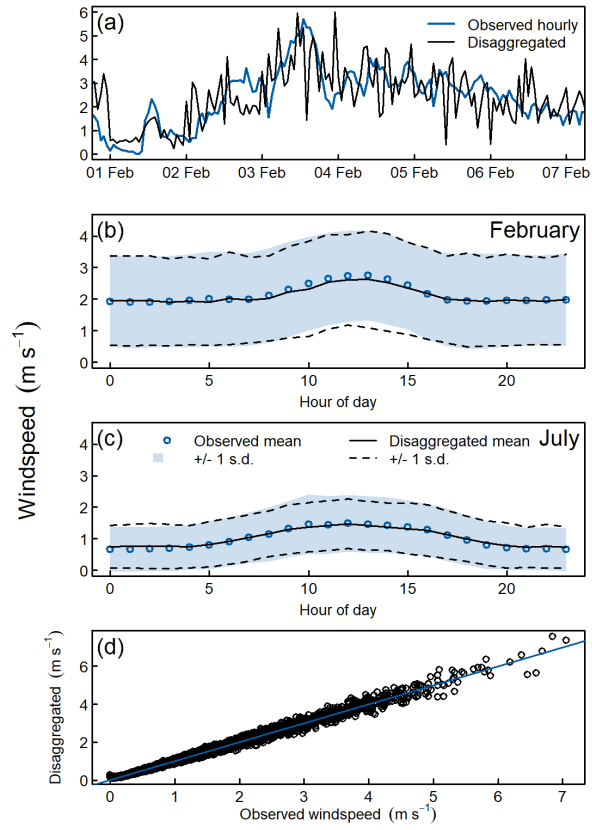 (a)
Observed hourly
Disaggregated
6
5
4
3
2
1
0
01 Feb 02 Feb 03 Feb 04 Feb 05 Feb 06 Feb 07 Feb
Windspeed (m s⁻¹)
(b)
February
4
3
2
1
0
0 5 10 15 20
Hour of day
(c)
July
Observed mean
Disaggregated mean
+/- 1 s.d.
+/- 1 s.d.
4
3
2
1
0
0 5 10 15 20
Hour of day
(d)
Disaggregated (m s⁻¹)
6
4
2
0
0 1 2 3 4 5 6 7
Observed windspeed (m s⁻¹)